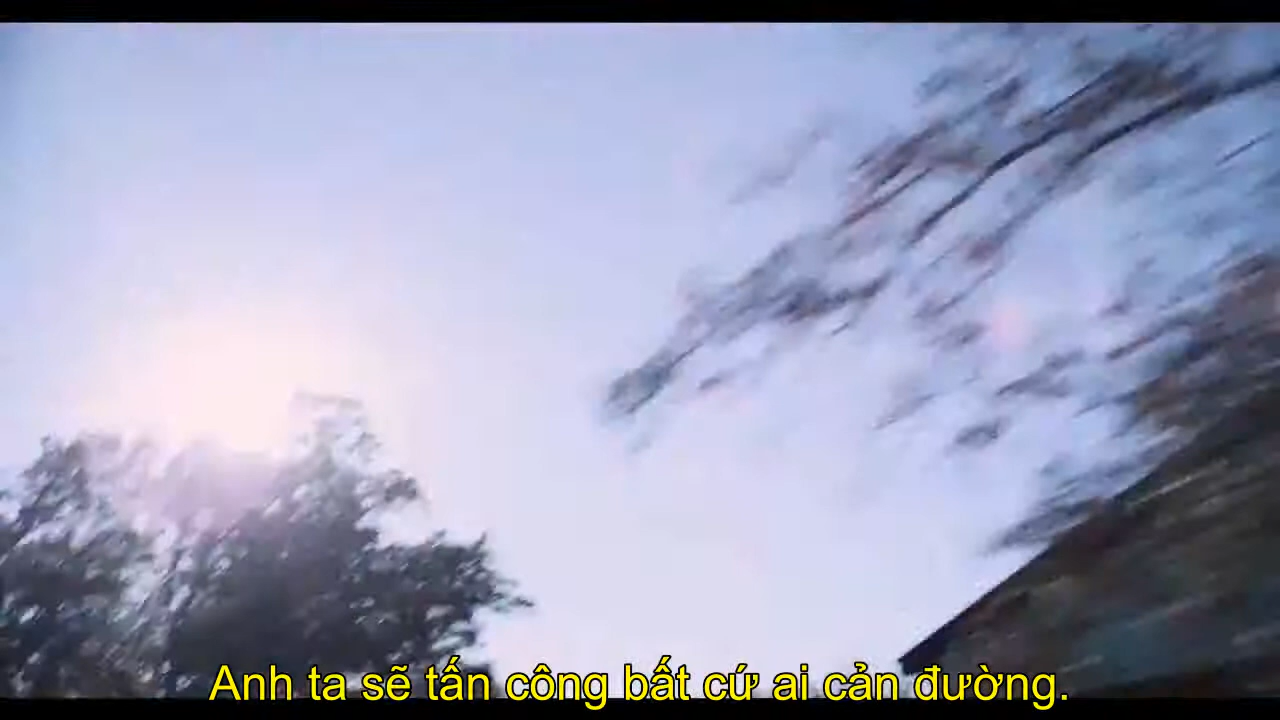 Anh ta sẽ tấn công bất cứ ai cản đường.